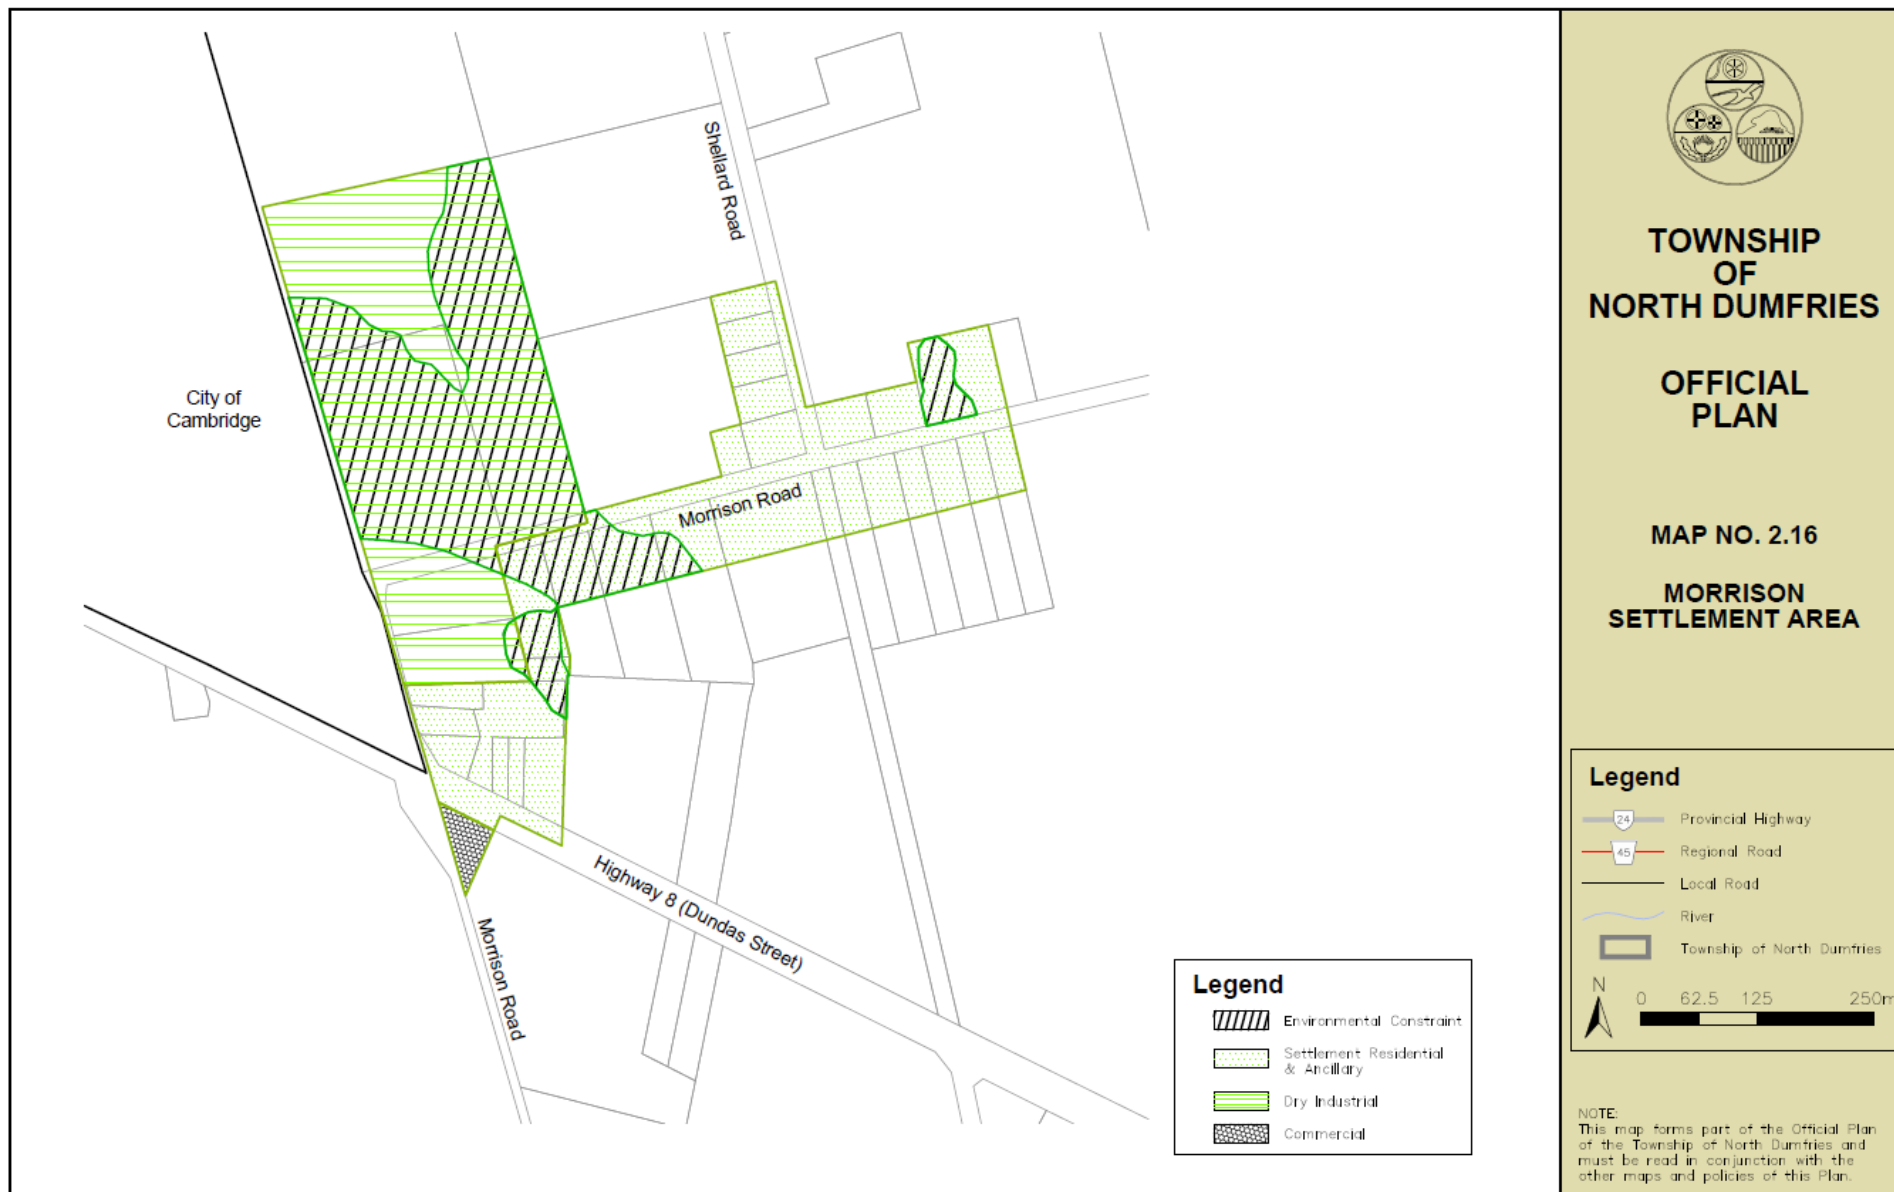 Shellard Road
City of
Cambridge
Morrison Road
Highway 8 (Dundas Street)
Morrison Road
Legend
Environmental Constraint
Settlement Residential
& Ancillary
Dry Industrial
Commercial
TOWNSHIP
OF
NORTH DUMFRIES
OFFICIAL
PLAN
MAP NO. 2.16
MORRISON
SETTLEMENT AREA
Legend
24 Provincial Highway
45 Regional Road
Local Road
River
Township of North Dumfries
N
0 62.5 125 250m
NOTE:
This map forms part of the Official Plan
of the Township of North Dumfries and
must be read in conjunction with the
other maps and policies of this Plan.